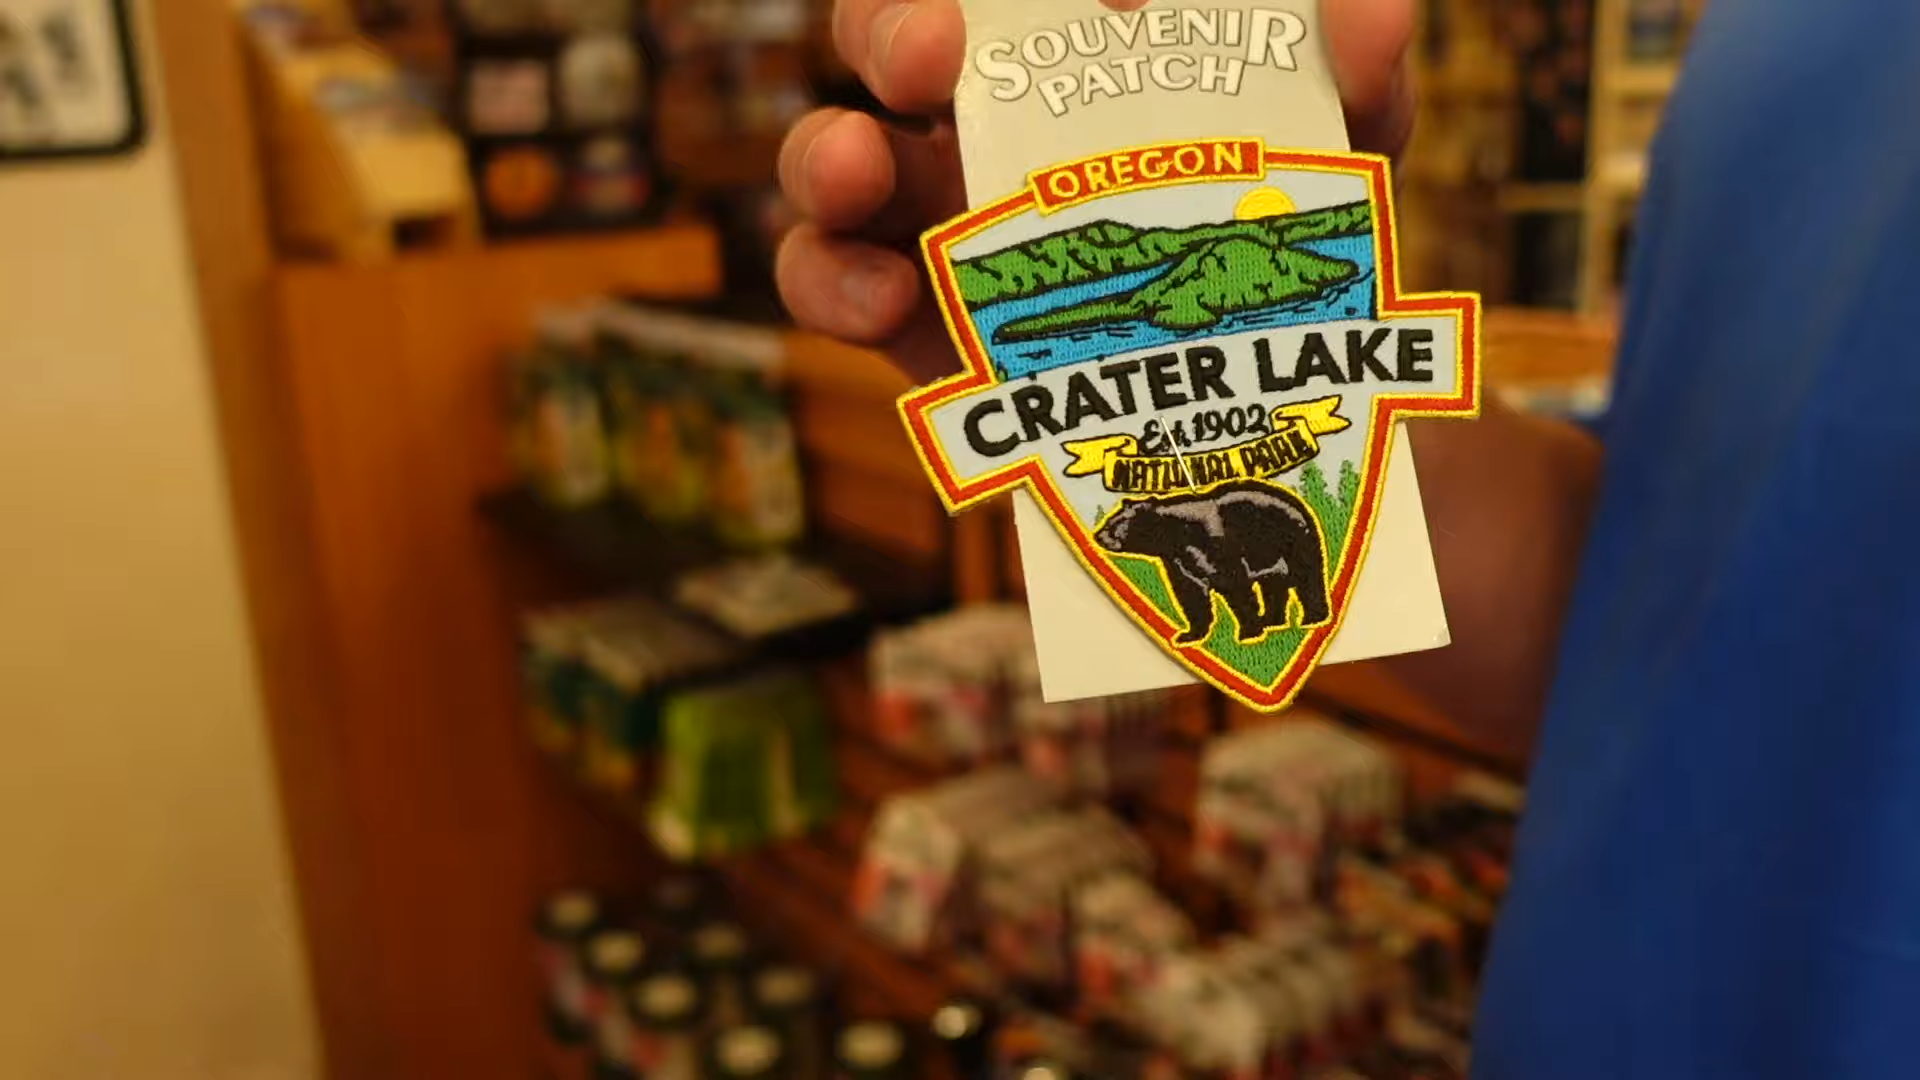 SOUVENIR
PATCH
OREGON
CRATER LAKE
Est. 1902
NATIONAL PARK